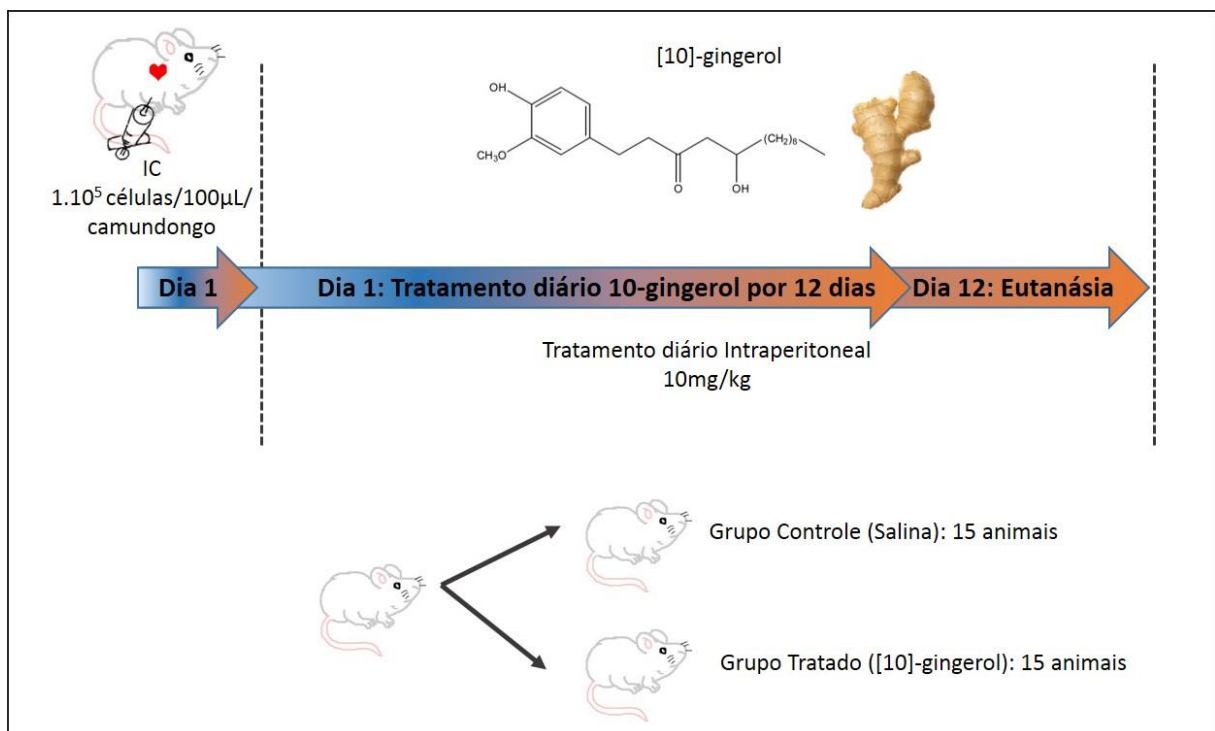 [10]-gingerol
OH
CH₃O
O
OH
(CH₂)₈
IC
1.10⁵ células/100µL/
camundongo
Dia 1
Dia 1: Tratamento diário 10-gingerol por 12 dias
Dia 12: Eutanásia
Tratamento diário Intraperitoneal
10mg/kg
Grupo Controle (Salina): 15 animais
Grupo Tratado ([10]-gingerol): 15 animais